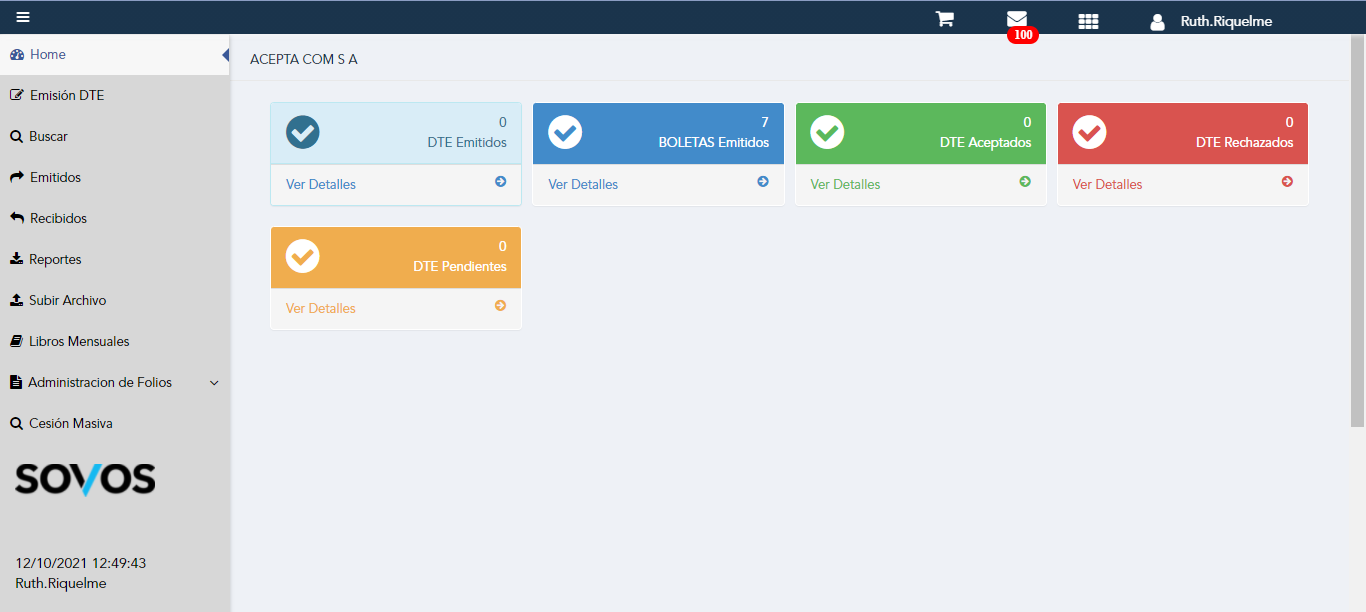 Ruth.Riquelme
100
Home
Emisión DTE
Buscar
Emitidos
Recibidos
Reportes
Subir Archivo
Libros Mensuales
Administracion de Folios
Cesión Masiva
SOVOS
12/10/2021 12:49:43
Ruth.Riquelme
ACEPTA COM S A
0
DTE Emitidos
Ver Detalles
7
BOLETAS Emitidos
Ver Detalles
0
DTE Aceptados
Ver Detalles
0
DTE Rechazados
Ver Detalles
0
DTE Pendientes
Ver Detalles